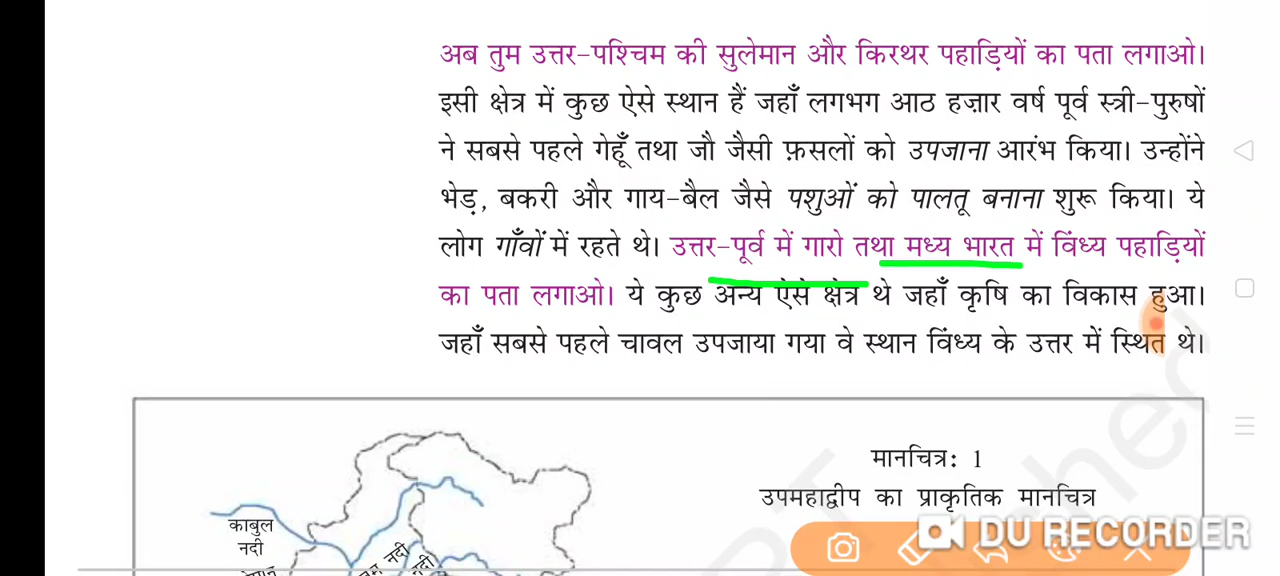 अब तुम उत्तर-पश्चिम की सुलेमान और किरथर पहाड़ियों का पता लगाओ।
इसी क्षेत्र में कुछ ऐसे स्थान हैं जहाँ लगभग आठ हज़ार वर्ष पूर्व स्त्री-पुरुषों
ने सबसे पहले गेहूँ तथा जौ जैसी फ़सलों को उपजाना आरंभ किया। उन्होंने
भेड़, बकरी और गाय-बैल जैसे पशुओं को पालतू बनाना शुरू किया। ये
लोग गाँवों में रहते थे। उत्तर-पूर्व में गारो तथा मध्य भारत में विंध्य पहाड़ियों
का पता लगाओ। ये कुछ अन्य ऐसे क्षेत्र थे जहाँ कृषि का विकास हुआ।
जहाँ सबसे पहले चावल उपजाया गया वे स्थान विंध्य के उत्तर में स्थित थे।
मानचित्र: 1
उपमहाद्वीप का प्राकृतिक मानचित्र
काबुल
नदी
नदी
DU RECORDER